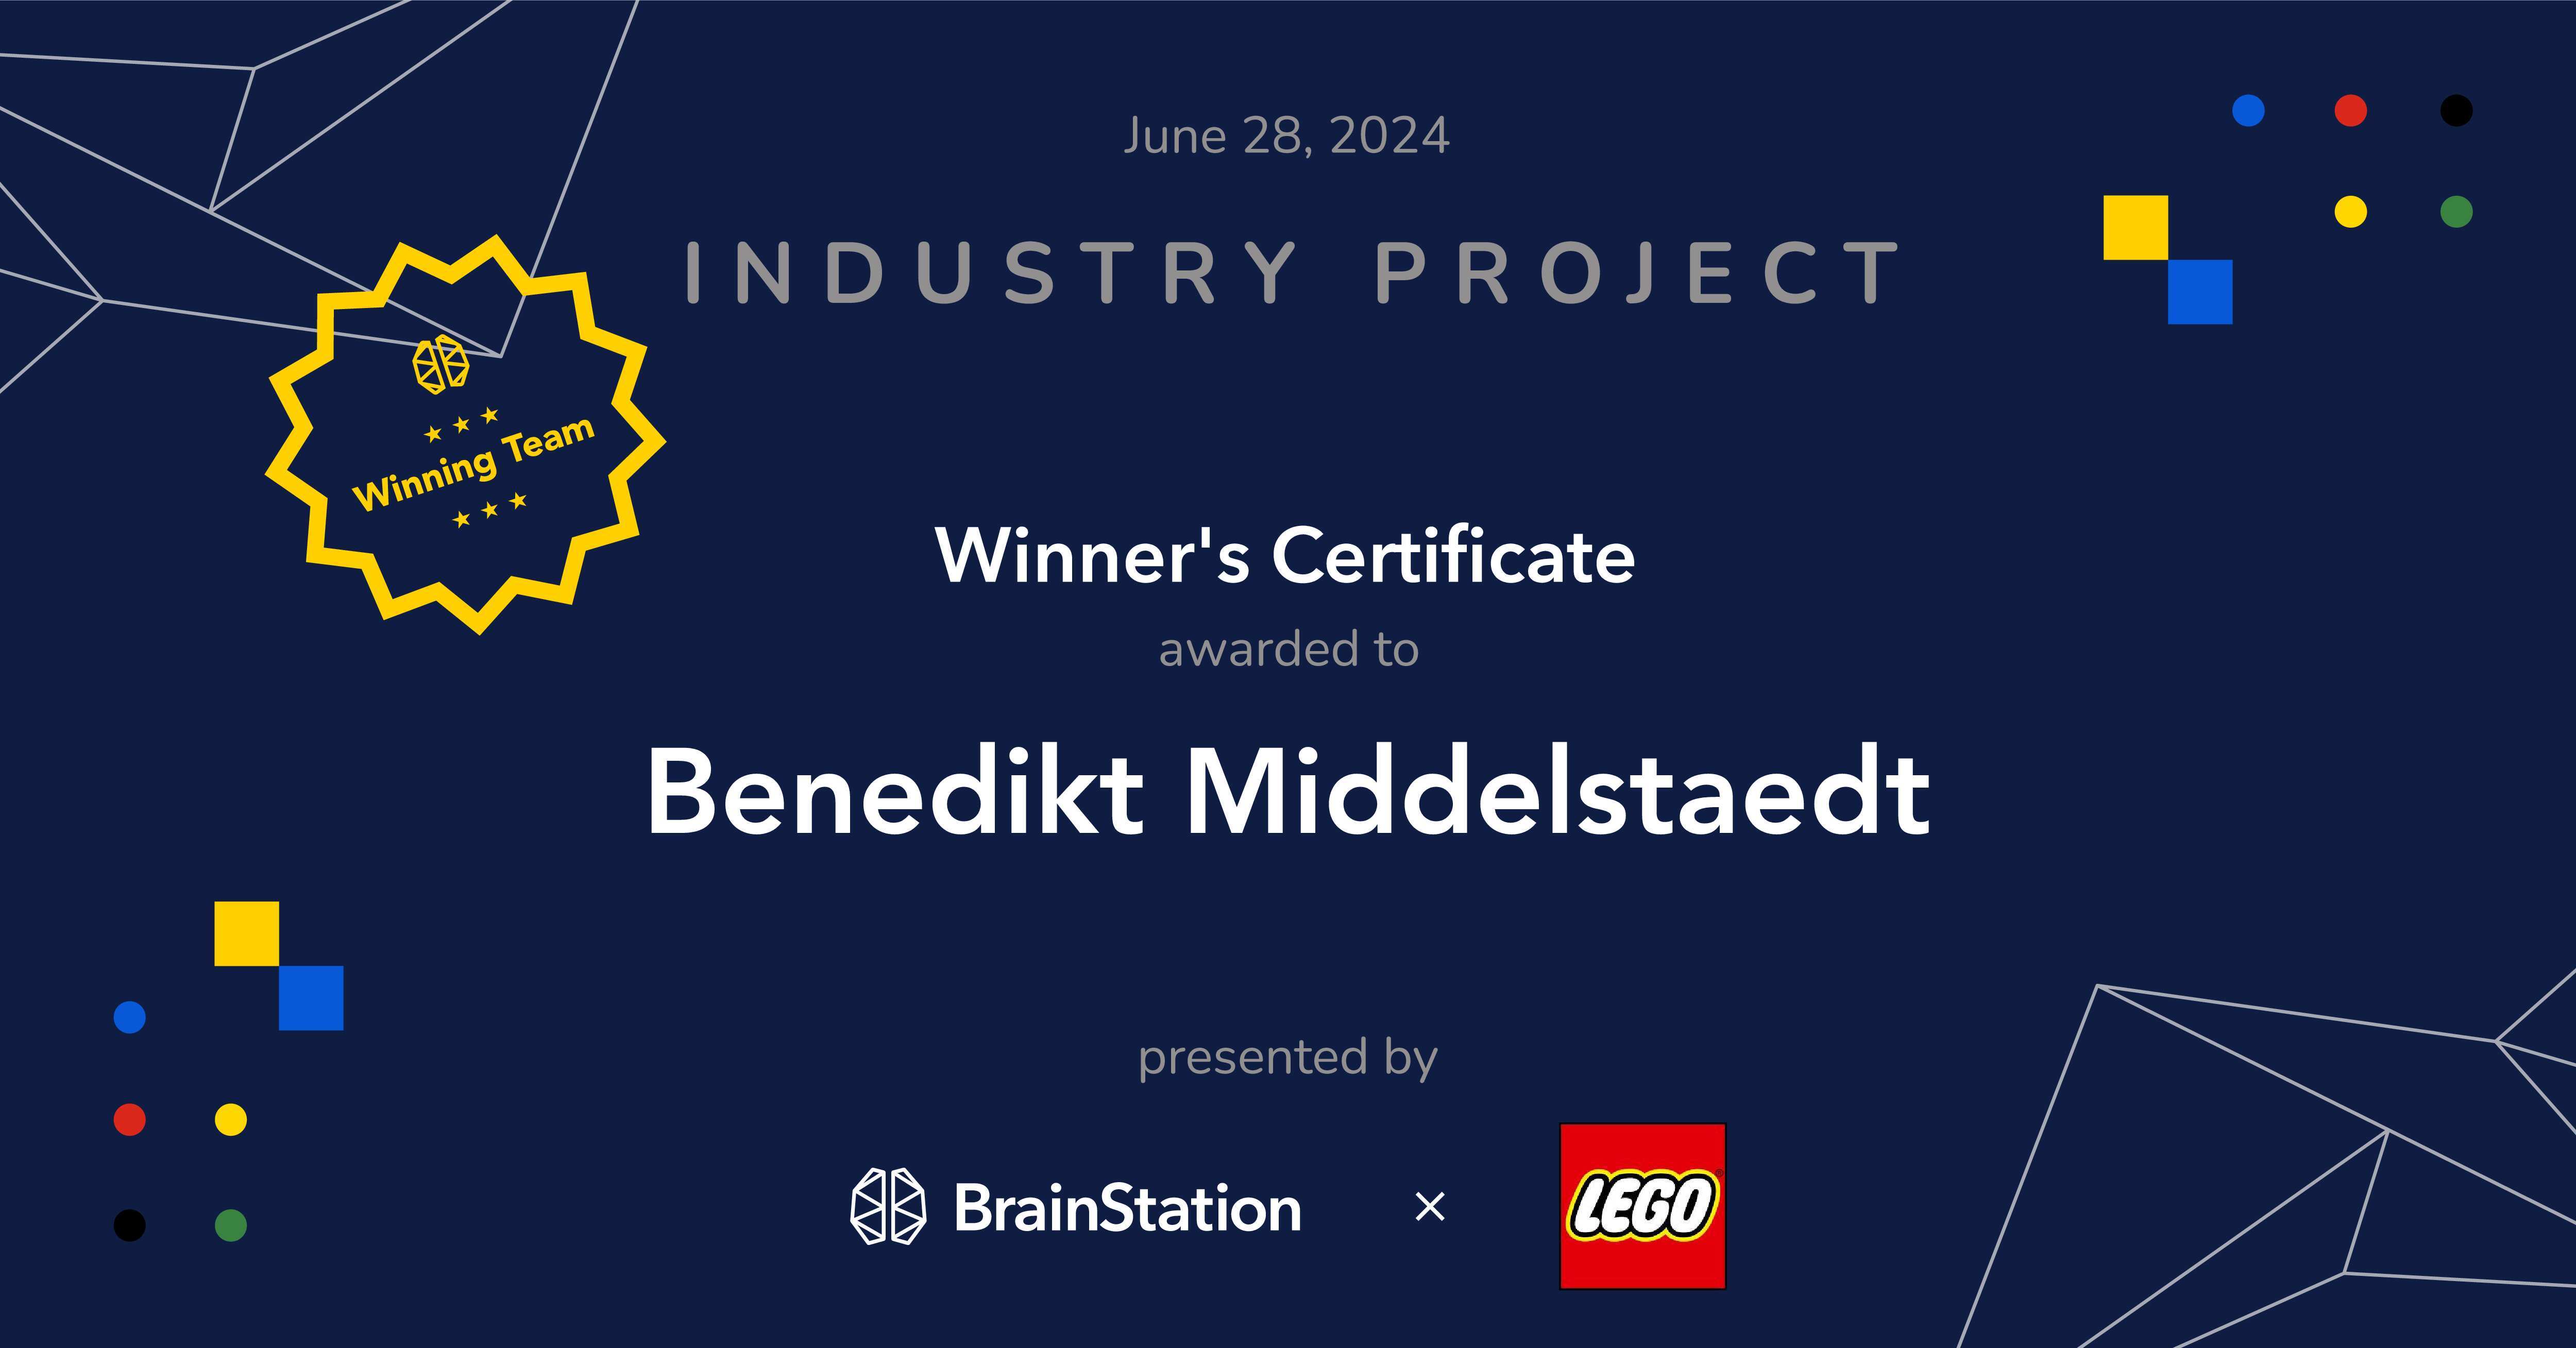 June 28, 2024
INDUSTRY PROJECT
Winning Team
Winner's Certificate
awarded to
Benedikt Middelstaedt
presented by
BrainStation × LEGO